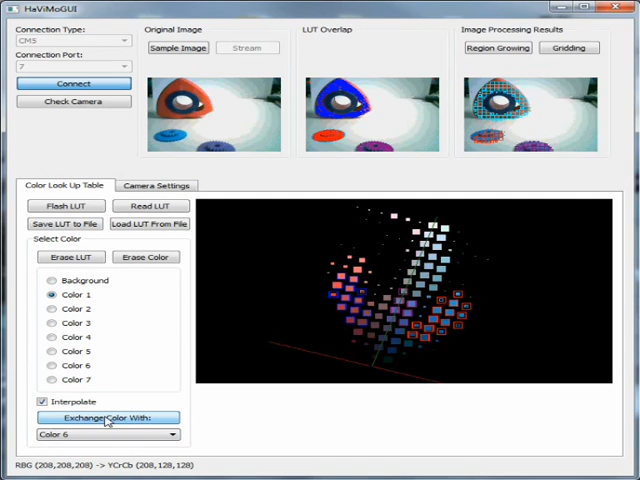 HaViMoGUI
Connection Type:
CM5
Connection Port:
7
Connect
Check Camera
Original Image
Sample Image
Stream
LUT Overlap
Image Processing Results
Region Growing
Gridding
Color Look Up Table
Camera Settings
Flash LUT
Read LUT
Save LUT to File
Load LUT From File
Select Color
Erase LUT
Erase Color
Background
Color 1
Color 2
Color 3
Color 4
Color 5
Color 6
Color 7
Interpolate
Exchange Color With:
Color 6
RBG (208,208,208) -> YCrCb (208,128,128)